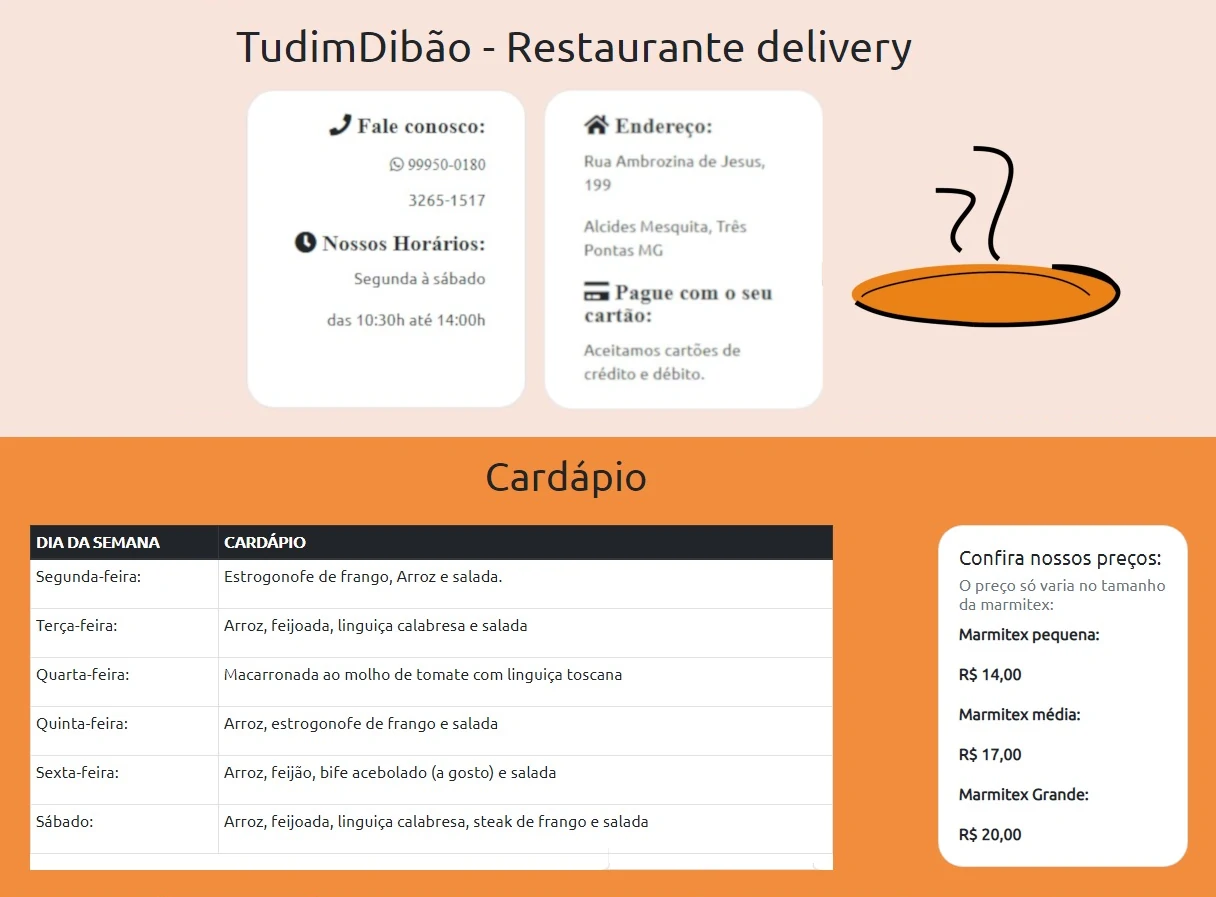 TudimDibão - Restaurante delivery
Fale conosco:
99950-0180
3265-1517
Nossos Horários:
Segunda à sábado
das 10:30h até 14:00h
Endereço:
Rua Ambrozina de Jesus,
199
Alcides Mesquita, Três
Pontas MG
Pague com o seu
cartão:
Aceitamos cartões de
crédito e débito.
Cardápio
DIA DA SEMANA CARDÁPIO
Segunda-feira: Estrogonofe de frango, Arroz e salada.
Terça-feira: Arroz, feijoada, linguiça calabresa e salada
Quarta-feira: Macarronada ao molho de tomate com linguiça toscana
Quinta-feira: Arroz, estrogonofe de frango e salada
Sexta-feira: Arroz, feijão, bife acebolado (a gosto) e salada
Sábado: Arroz, feijoada, linguiça calabresa, steak de frango e salada
Confira nossos preços:
O preço só varia no tamanho
da marmitex:
Marmitex pequena:
R$ 14,00
Marmitex média:
R$ 17,00
Marmitex Grande:
R$ 20,00